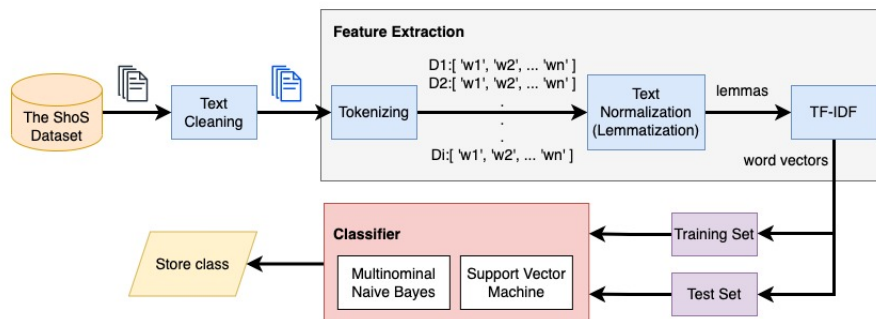 Feature Extraction
The ShoS
Dataset
Text
Cleaning
Tokenizing
D1:[ 'w1', 'w2', ... 'wn' ]
D2:[ 'w1', 'w2', ... 'wn' ]
.
.
.
Di:[ 'w1', 'w2', ... 'wn' ]
Text
Normalization
(Lemmatization)
lemmas
TF-IDF
word vectors
Training Set
Test Set
Classifier
Multinominal
Naive Bayes
Support Vector
Machine
Store class